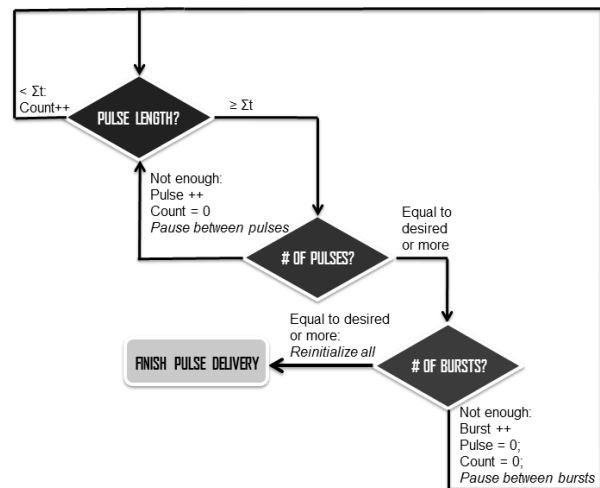 < Σt:
Count++
PULSE LENGTH?
≥ Σt
Not enough:
Pulse ++
Count = 0
Pause between pulses
# OF PULSES?
Equal to
desired
or more
Equal to desired
or more:
Reinitialize all
FINISH PULSE DELIVERY
# OF BURSTS?
Not enough:
Burst ++
Pulse = 0;
Count = 0;
Pause between bursts